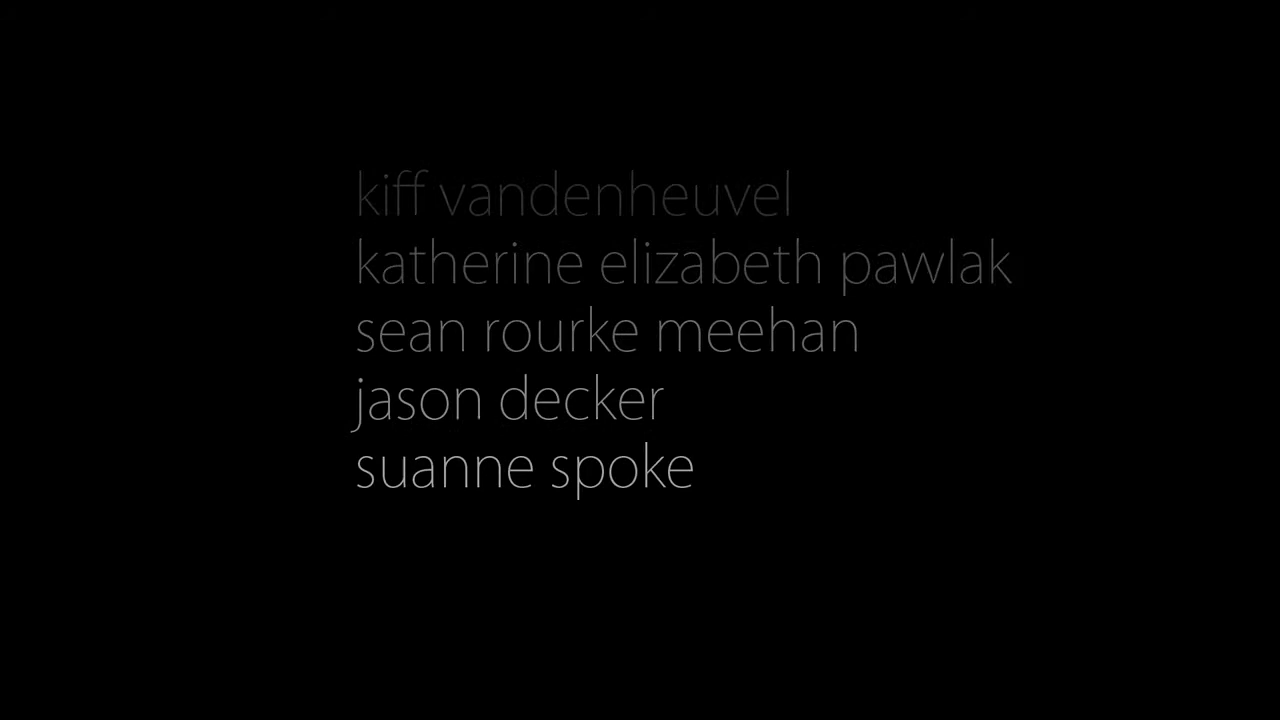 kiff vandenheuvel
katherine elizabeth pawlak
sean rourke meehan
jason decker
suanne spoke